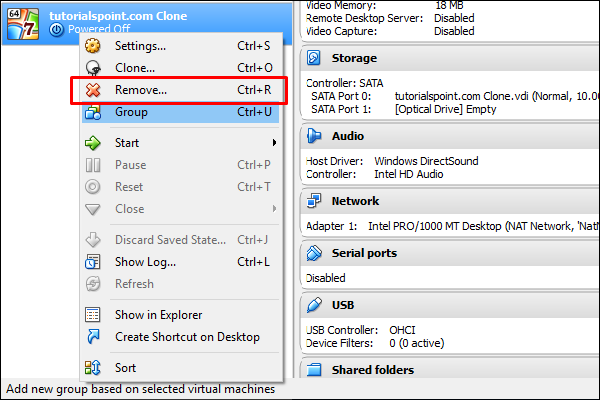 64
7
tutorialspoint.com Clone
Powered Off
Settings... Ctrl+S
Clone... Ctrl+O
Remove... Ctrl+R
Group Ctrl+U
Start
Pause Ctrl+P
Reset Ctrl+T
Close
Discard Saved State... Ctrl+J
Show Log... Ctrl+L
Refresh
Show in Explorer
Create Shortcut on Desktop
Sort
Add new group based on selected virtual machines
Video Memory: 18 MB
Remote Desktop Server: Disabled
Video Capture: Disabled
Storage
Controller: SATA
SATA Port 0: tutorialspoint.com Clone.vdi (Normal, 10.00
SATA Port 1: [Optical Drive] Empty
Audio
Host Driver: Windows DirectSound
Controller: Intel HD Audio
Network
Adapter 1: Intel PRO/1000 MT Desktop (NAT Network, 'Nat
Serial ports
Disabled
USB
USB Controller: OHCI
Device Filters: 0 (0 active)
Shared folders